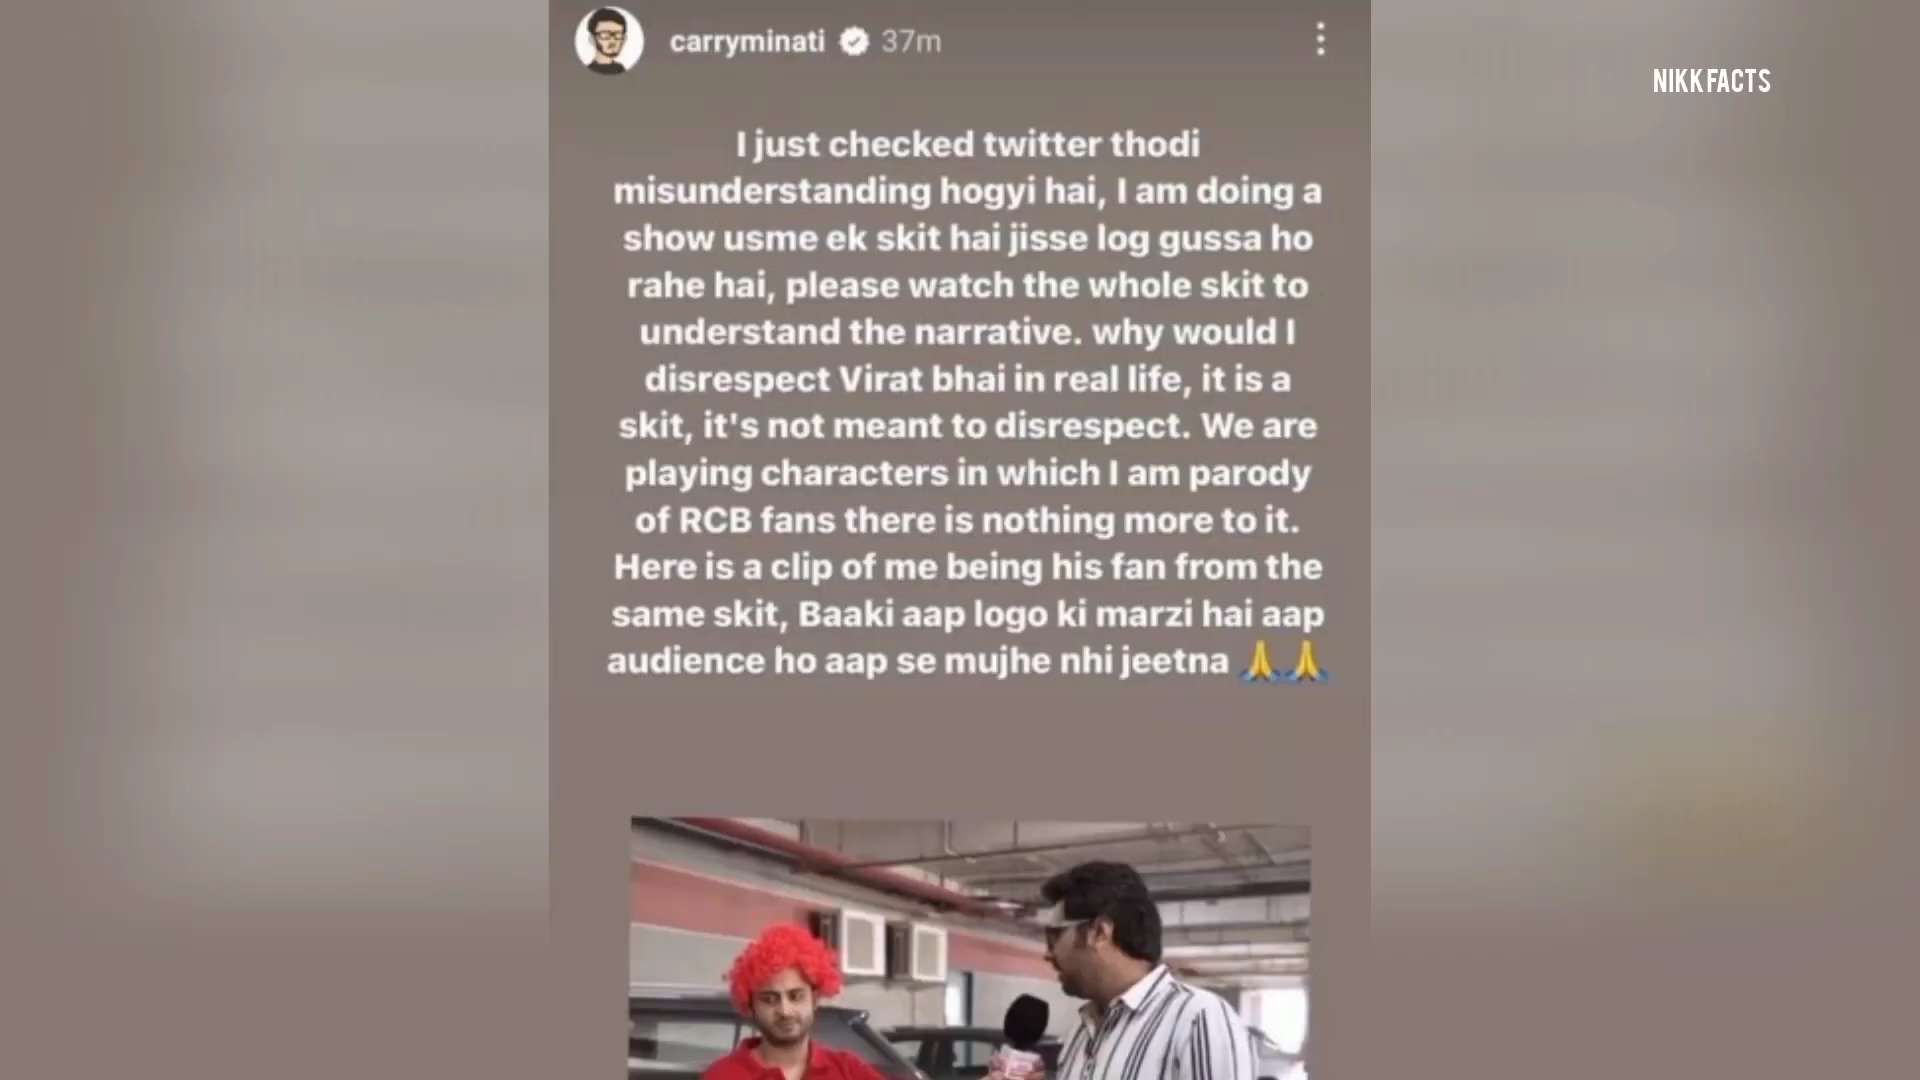 carryminati 37m
NIKK FACTS
I just checked twitter thodi
misunderstanding hogyi hai, I am doing a
show usme ek skit hai jisse log gussa ho
rahe hai, please watch the whole skit to
understand the narrative. why would I
disrespect Virat bhai in real life, it is a
skit, it's not meant to disrespect. We are
playing characters in which I am parody
of RCB fans there is nothing more to it.
Here is a clip of me being his fan from the
same skit, Baaki aap logo ki marzi hai aap
audience ho aap se mujhe nhi jeetna 🙏🙏